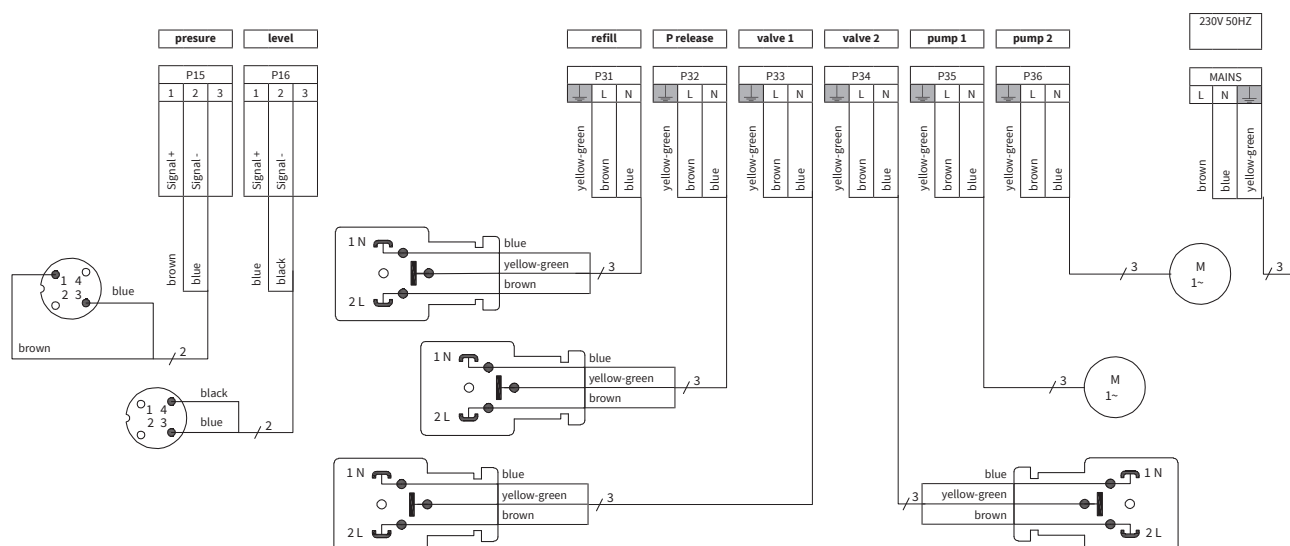 230V 50HZ
presure level refill P release valve 1 valve 2 pump 1 pump 2
P15 P16 P31 P32 P33 P34 P35 P36 MAINS
1 2 3 1 2 3 L N L N L N L N L N L N L N
Signal + Signal - Signal + Signal - yellow-green brown blue yellow-green brown blue yellow-green brown blue yellow-green brown blue yellow-green brown blue yellow-green brown blue brown blue yellow-green
brown blue blue black
1 N blue
yellow-green 3
brown
2 L
3 M 3
1~
1 4
2 3 blue
brown 2
1 N blue
yellow-green 3
brown
2 L
3 M
1~
1 4 black
2 3 blue 2
1 N blue
yellow-green 3
brown
2 L
blue 1 N
3 yellow-green
brown
2 L